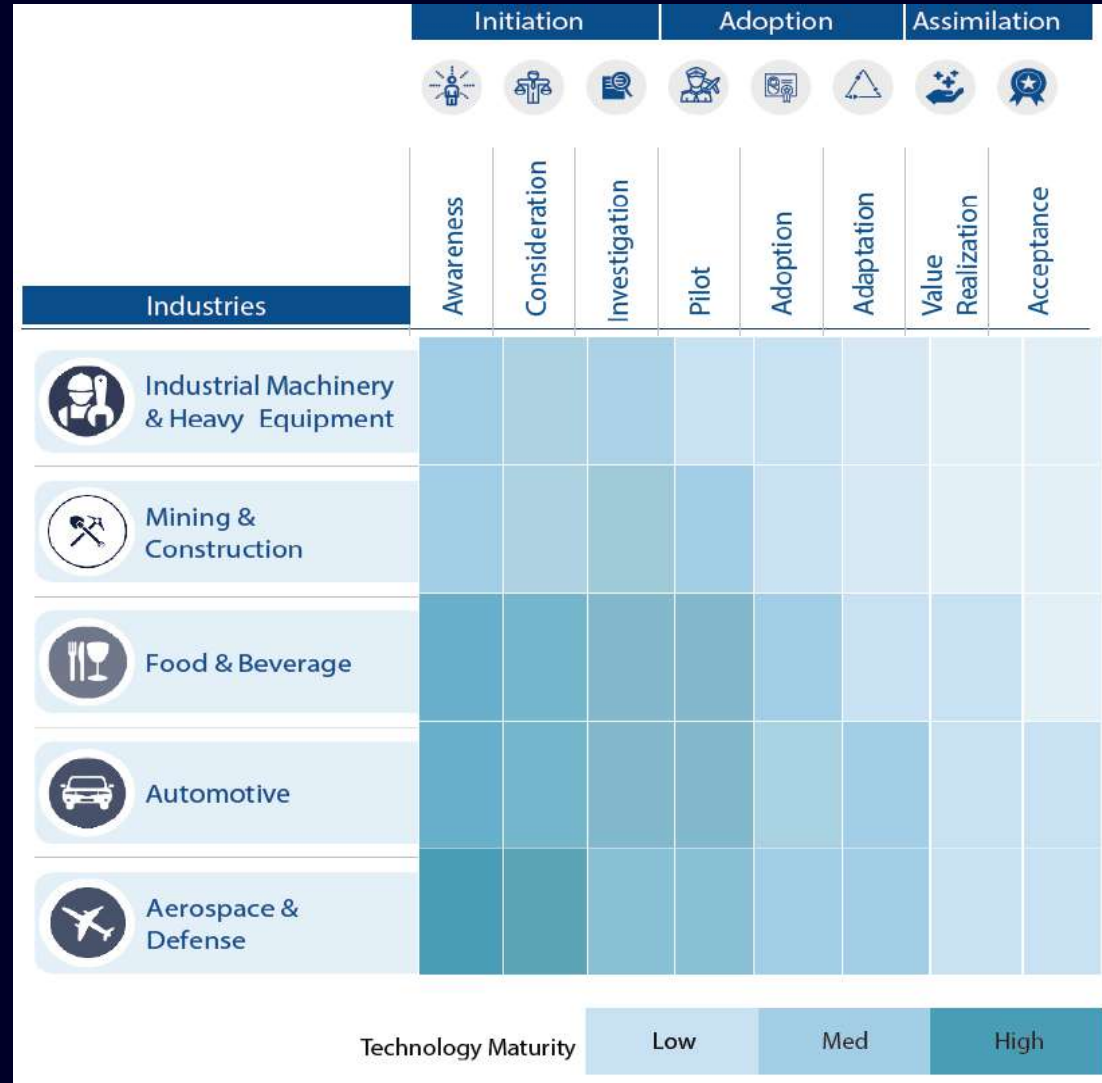 Initiation
Adoption
Assimilation
Awareness
Consideration
Investigation
Pilot
Adoption
Adaptation
Value
Realization
Acceptance
Industries
Industrial Machinery
& Heavy Equipment
Mining &
Construction
Food & Beverage
Automotive
Aerospace &
Defense
Technology Maturity
Low
Med
High